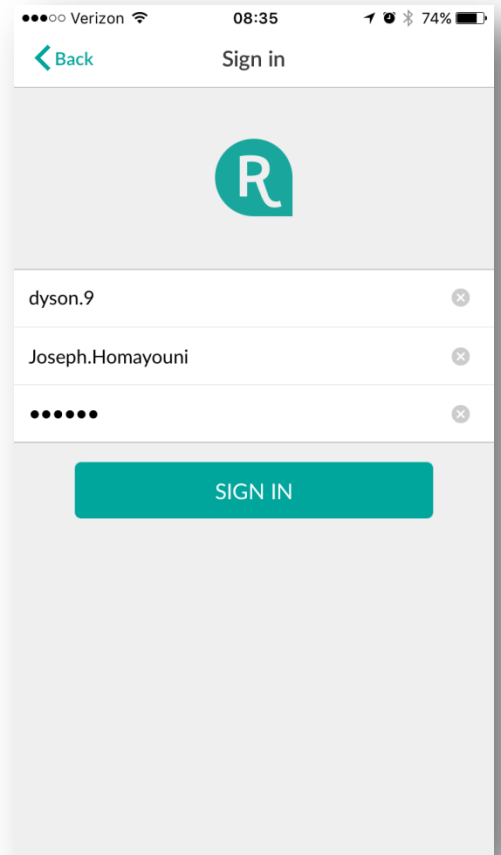 Verizon 08:35 74%
Back Sign in
R
dyson.9
Joseph.Homayouni
●●●●●●
SIGN IN